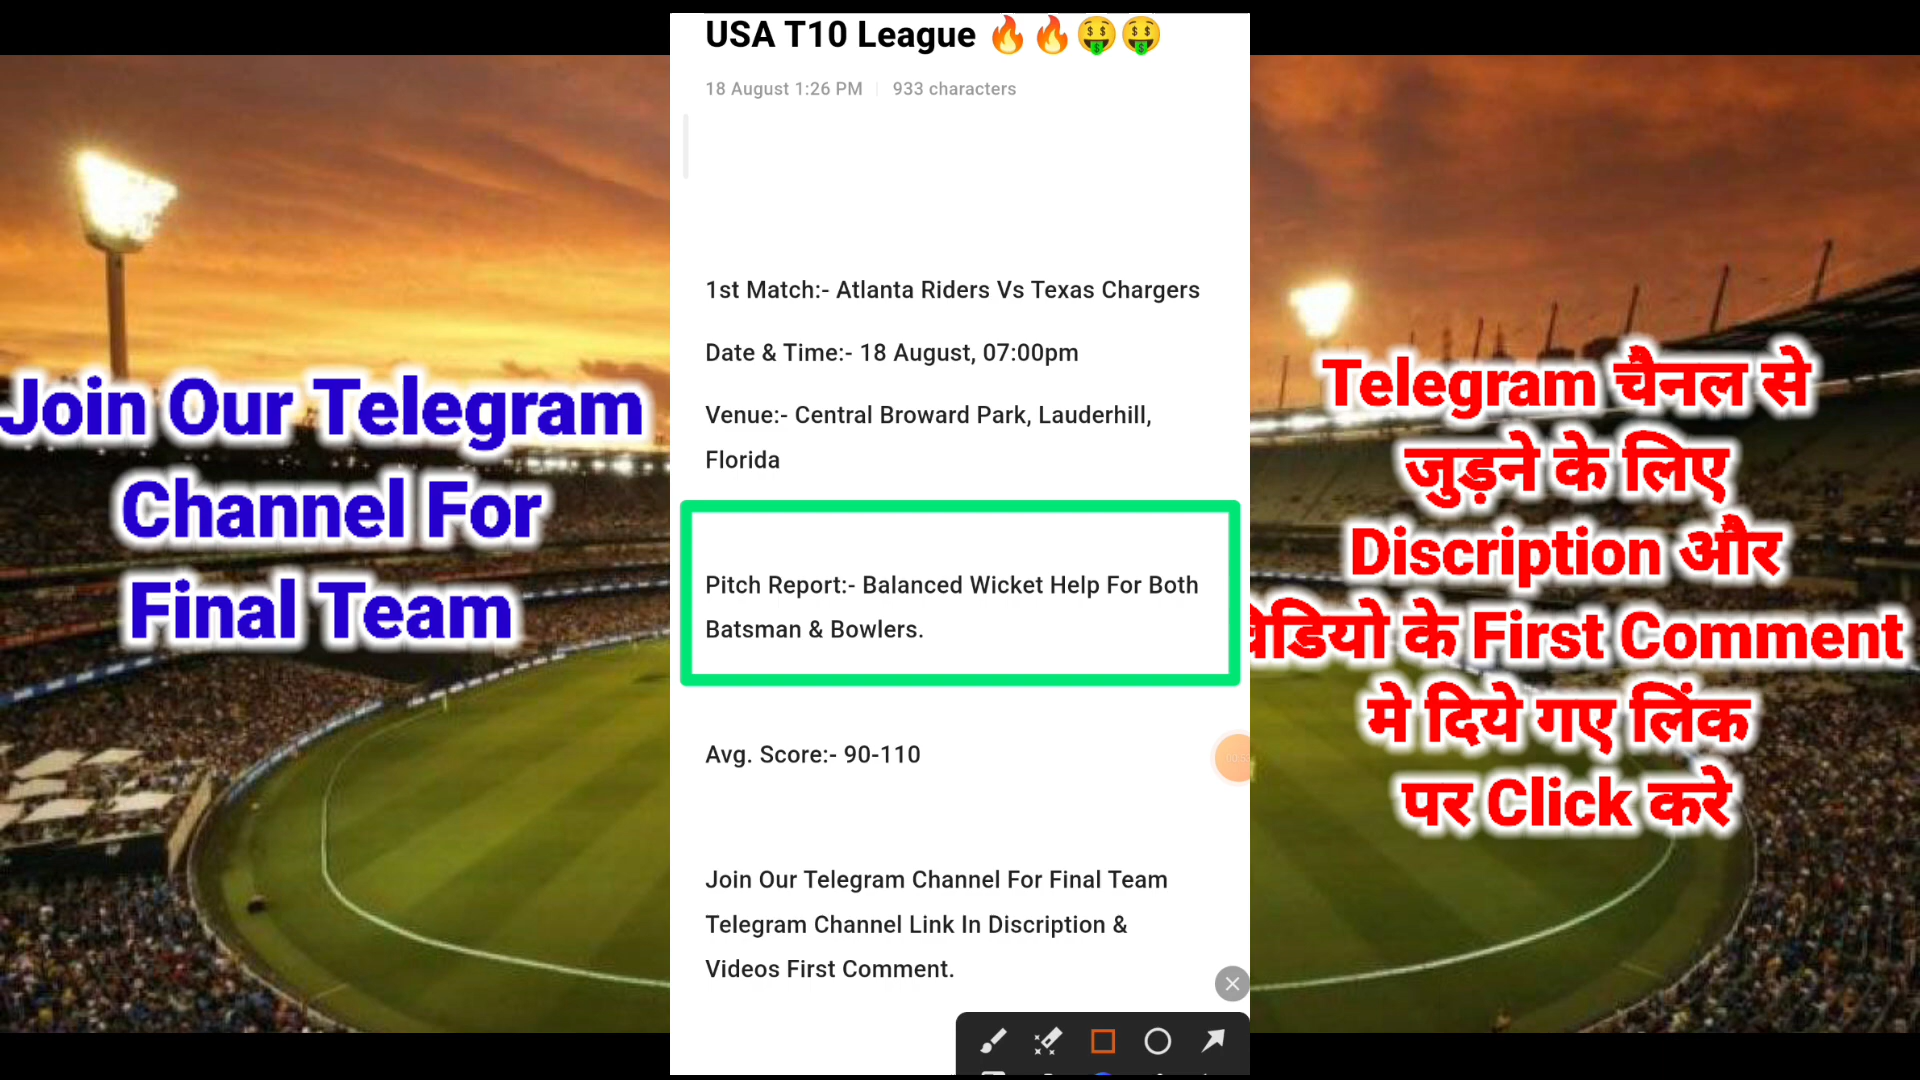 USA T10 League 🔥🔥🤑🤑
18 August 1:26 PM | 933 characters
1st Match:- Atlanta Riders Vs Texas Chargers
Date & Time:- 18 August, 07:00pm
Venue:- Central Broward Park, Lauderhill,
Florida
Pitch Report:- Balanced Wicket Help For Both
Batsman & Bowlers.
Avg. Score:- 90-110
Join Our Telegram Channel For Final Team
Telegram Channel Link In Discription &
Videos First Comment.
Join Our Telegram
Channel For
Final Team
Telegram चैनल से
जुड़ने के लिए
Discription और
विडियो के First Comment
मे दिये गए लिंक
पर Click करे